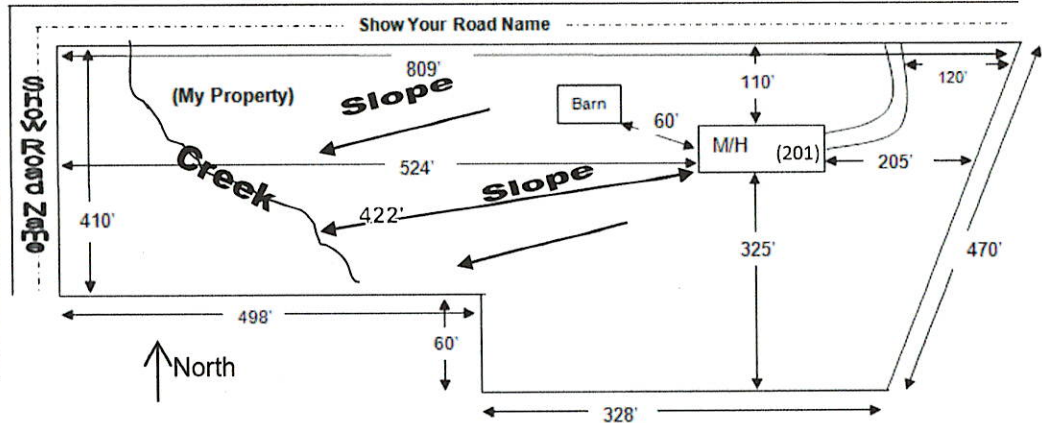 Show Your Road Name
809'
(My Property)
Slope
110'
120'
Barn
60'
M/H
(201)
Creek
524'
205'
Show Road Name
410'
Slope
422'
325'
470'
498'
60'
North
328'